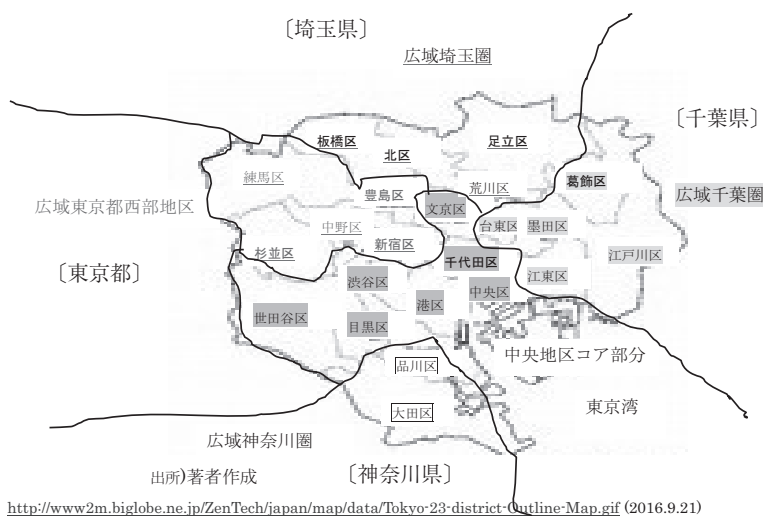 〔埼玉県〕
広域埼玉圏
〔千葉県〕
板橋区
北区
足立区
練馬区
豊島区
荒川区
葛飾区
広域東京都西部地区
文京区
広域千葉圏
中野区
台東区
墨田区
杉並区
新宿区
江戸川区
〔東京都〕
千代田区
渋谷区
江東区
中央区
世田谷区
港区
目黒区
中央地区コア部分
品川区
大田区
東京湾
広域神奈川圏
出所)著者作成
〔神奈川県〕
http://www2m.biglobe.ne.jp/ZenTech/japan/map/data/Tokyo-23-district-Outline-Map.gif (2016.9.21)